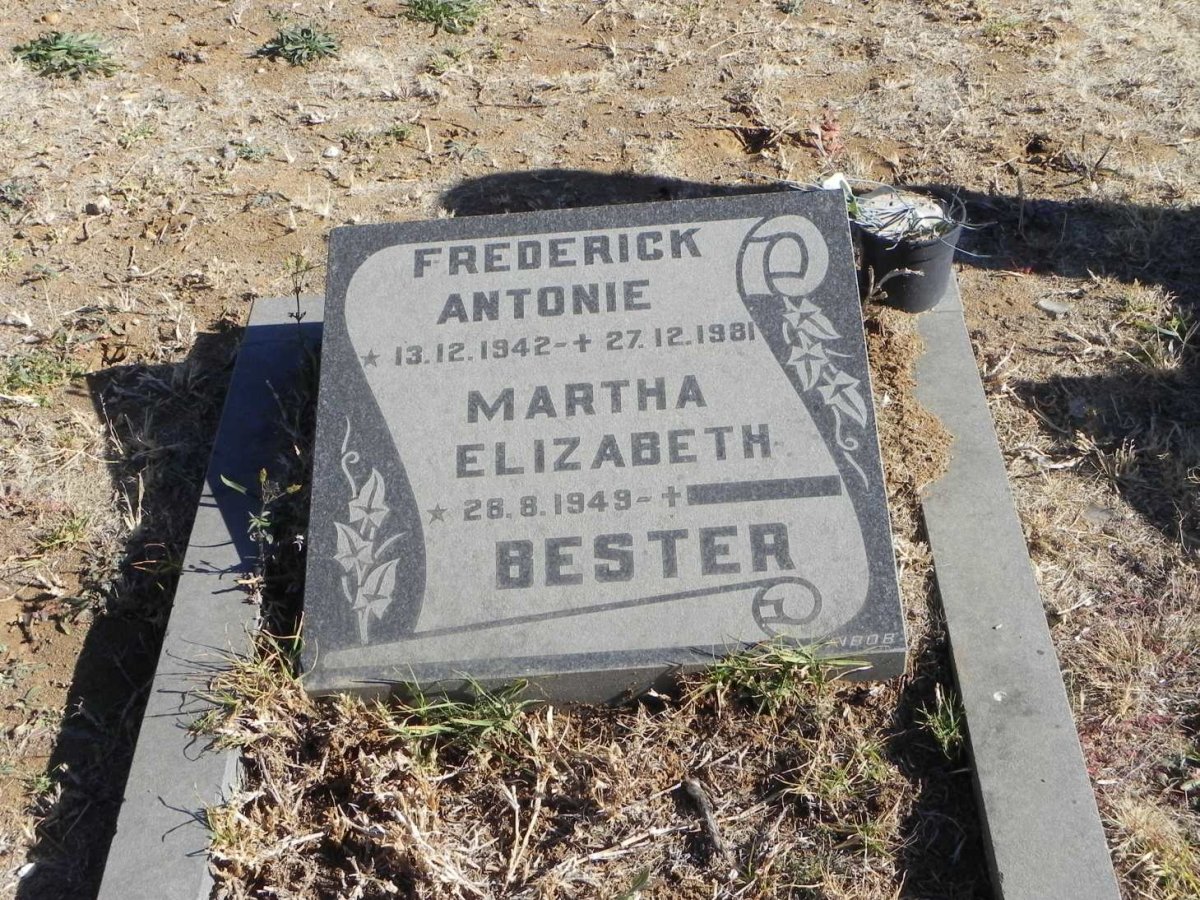 FREDERICK
ANTONIE
★ 13.12.1942-✝ 27.12.1981
MARTHA
ELIZABETH
★ 28.8.1949-✝
BESTER